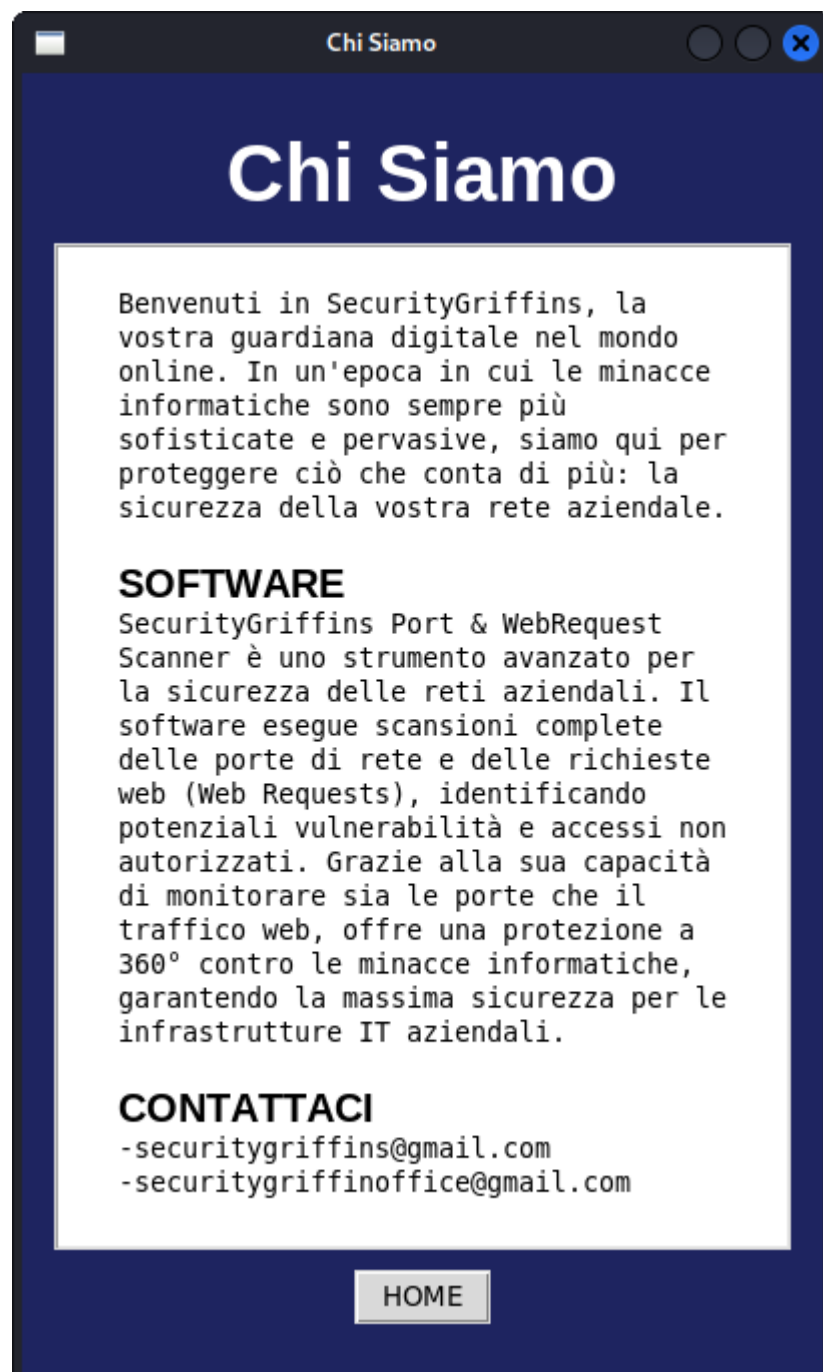 Chi Siamo
Chi Siamo
Benvenuti in SecurityGriffins, la
vostra guardiana digitale nel mondo
online. In un'epoca in cui le minacce
informatiche sono sempre più
sofisticate e pervasive, siamo qui per
proteggere ciò che conta di più: la
sicurezza della vostra rete aziendale.
SOFTWARE
SecurityGriffins Port & WebRequest
Scanner è uno strumento avanzato per
la sicurezza delle reti aziendali. Il
software esegue scansioni complete
delle porte di rete e delle richieste
web (Web Requests), identificando
potenziali vulnerabilità e accessi non
autorizzati. Grazie alla sua capacità
di monitorare sia le porte che il
traffico web, offre una protezione a
360° contro le minacce informatiche,
garantendo la massima sicurezza per le
infrastrutture IT aziendali.
CONTATTACI
-securitygriffins@gmail.com
-securitygriffinoffice@gmail.com
HOME